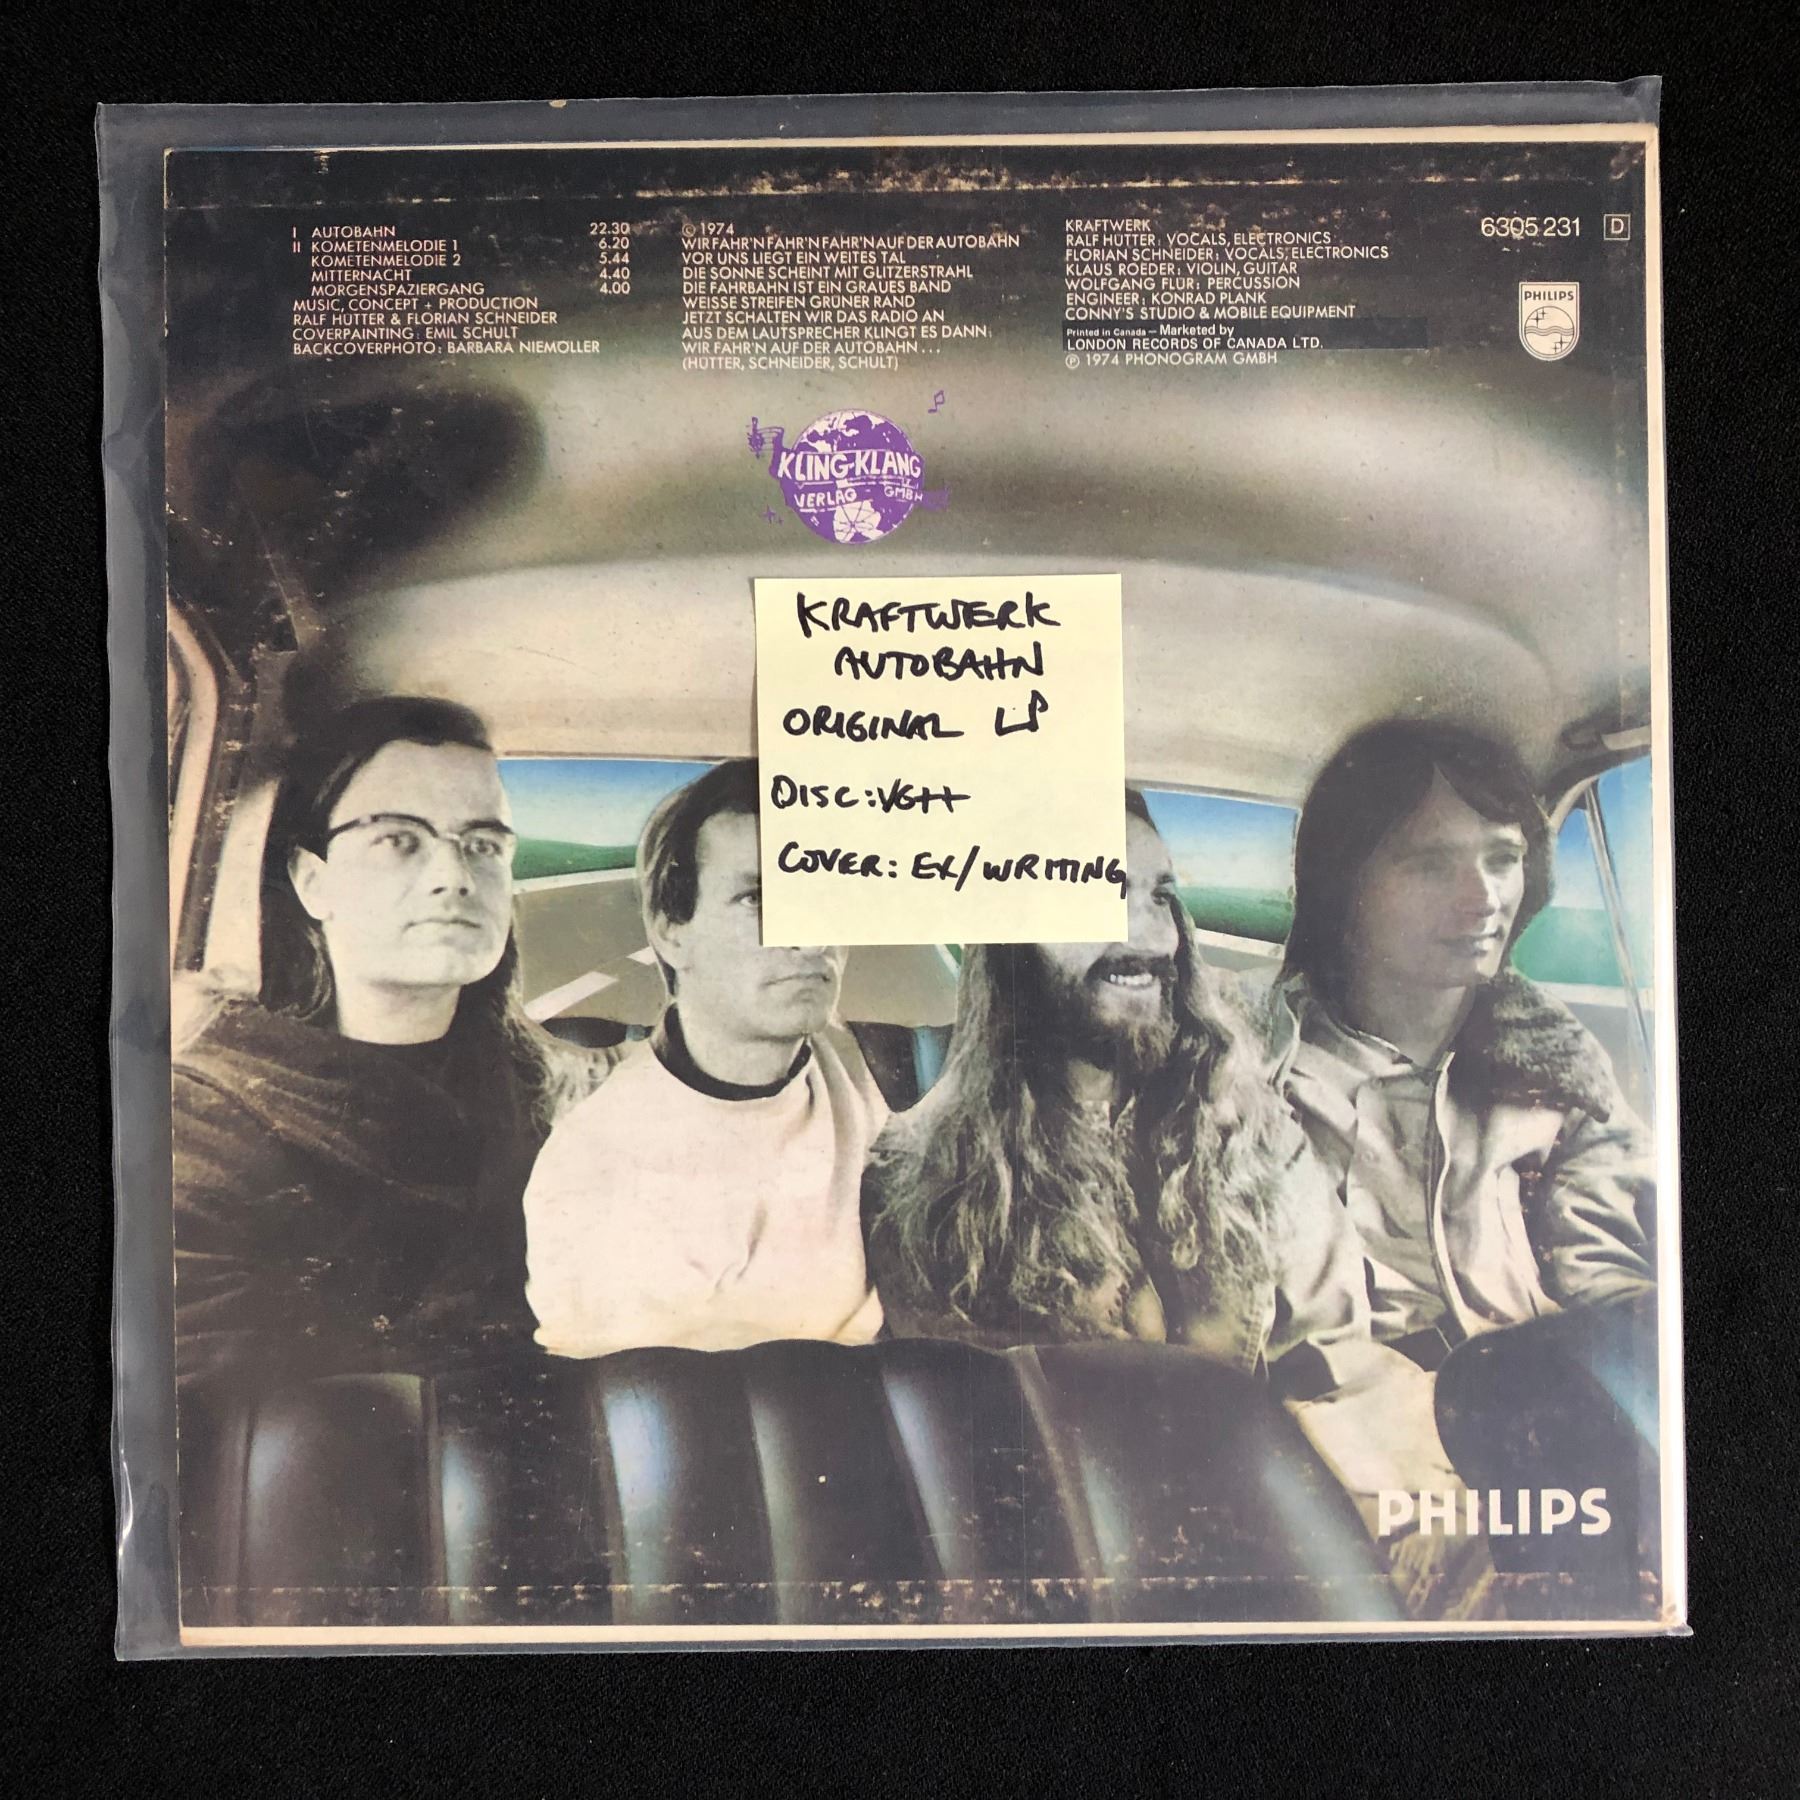 I AUTOBAHN 22.30
II KOMETENMELODIE 1 6.20
KOMETENMELODIE 2 5.44
MITTERNACHT 4.40
MORGENSPAZIERGANG 4.00
MUSIC, CONCEPT + PRODUCTION
RALF HÜTTER & FLORIAN SCHNEIDER
COVERPAINTING: EMIL SCHULT
BACKCOVERPHOTO: BARBARA NIEMÖLLER
© 1974
WIR FAHR'N FAHR'N FAHR'N AUF DER AUTOBAHN
VOR UNS LIEGT EIN WEITES TAL
DIE SONNE SCHEINT MIT GLITZERSTRAHL
DIE FAHRBAHN IST EIN GRAUES BAND
WEISSE STREIFEN GRÜNER RAND
JETZT SCHALTEN WIR DAS RADIO AN
AUS DEM LAUTSPRECHER KLINGT ES DANN:
WIR FAHR'N AUF DER AUTOBAHN ...
(HÜTTER, SCHNEIDER, SCHULT)
KRAFTWERK
RALF HÜTTER: VOCALS, ELECTRONICS
FLORIAN SCHNEIDER: VOCALS, ELECTRONICS
KLAUS ROEDER: VIOLIN, GUITAR
WOLFGANG FLÜR: PERCUSSION
ENGINEER: KONRAD PLANK
CONNY'S STUDIO & MOBILE EQUIPMENT
Printed in Canada – Marketed by
LONDON RECORDS OF CANADA LTD.
℗ 1974 PHONOGRAM GMBH
6305 231 D
PHILIPS
KLING-KLANG
VERLAG GMBH
KRAFTWERK
AUTOBAHN
ORIGINAL LP
DISC: VG++
COVER: EX/WRITING
PHILIPS